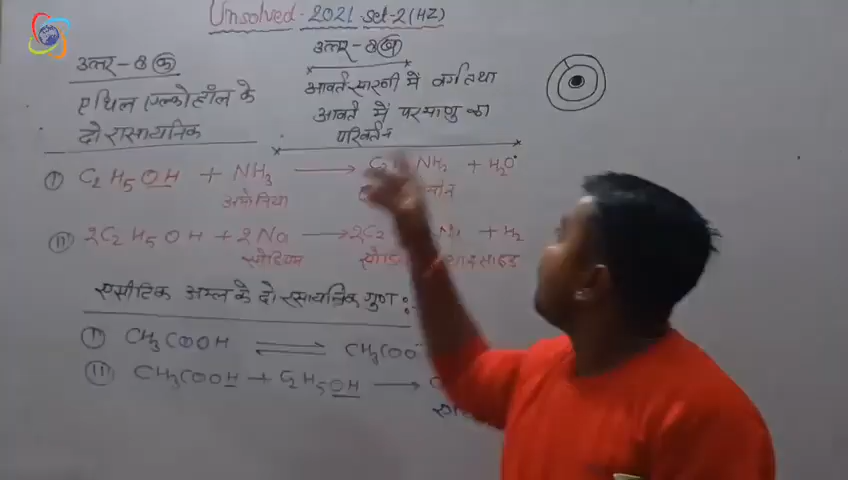 Unsolved-2021 set-2(HZ)
उत्तर-8(क)
एथिल एल्कोहॉल के
दो रासायनिक
उत्तर-8(ख)
आवर्त सारणी में वर्ग तथा
आवर्त में परमाणु का
परिवर्तन
(I) C2H5OH + NH3 → C2 NH2 + H2O
अमोनिया
(II) 2C2H5OH + 2Na → 2C2 + H2
सोडियम
एसीटिक अम्ल के दो रसायनिक गुण :-
(I) CH3COOH ⇌ CH3COO
(II) CH3COOH + C2H5OH →